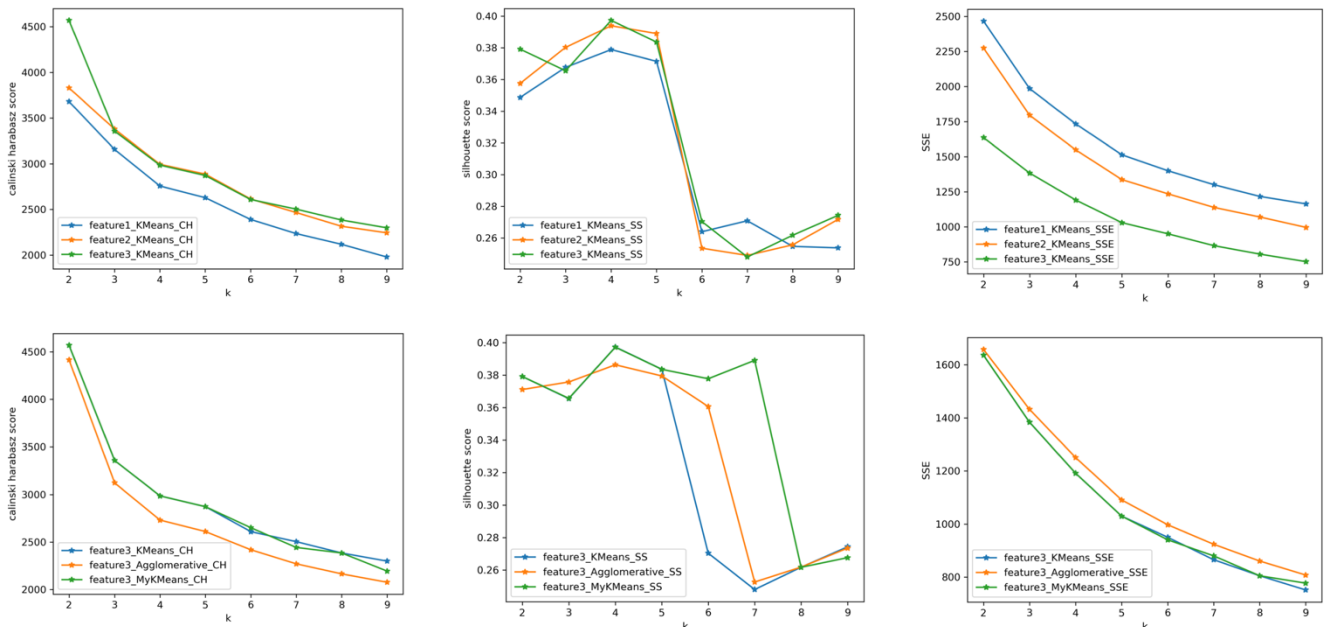 calinski harabasz score
4500
4000
3500
3000
2500
2000
feature1_KMeans_CH
feature2_KMeans_CH
feature3_KMeans_CH
2 3 4 5 6 7 8 9
k
silhouette score
0.40
0.38
0.36
0.34
0.32
0.30
0.28
0.26
feature1_KMeans_SS
feature2_KMeans_SS
feature3_KMeans_SS
2 3 4 5 6 7 8 9
k
SSE
2500
2250
2000
1750
1500
1250
1000
750
feature1_KMeans_SSE
feature2_KMeans_SSE
feature3_KMeans_SSE
2 3 4 5 6 7 8 9
k
calinski harabasz score
4500
4000
3500
3000
2500
2000
feature3_KMeans_CH
feature3_Agglomerative_CH
feature3_MyKMeans_CH
2 3 4 5 6 7 8 9
k
silhouette score
0.40
0.38
0.36
0.34
0.32
0.30
0.28
0.26
feature3_KMeans_SS
feature3_Agglomerative_SS
feature3_MyKMeans_SS
2 3 4 5 6 7 8 9
k
SSE
1600
1400
1200
1000
800
feature3_KMeans_SSE
feature3_Agglomerative_SSE
feature3_MyKMeans_SSE
2 3 4 5 6 7 8 9
k